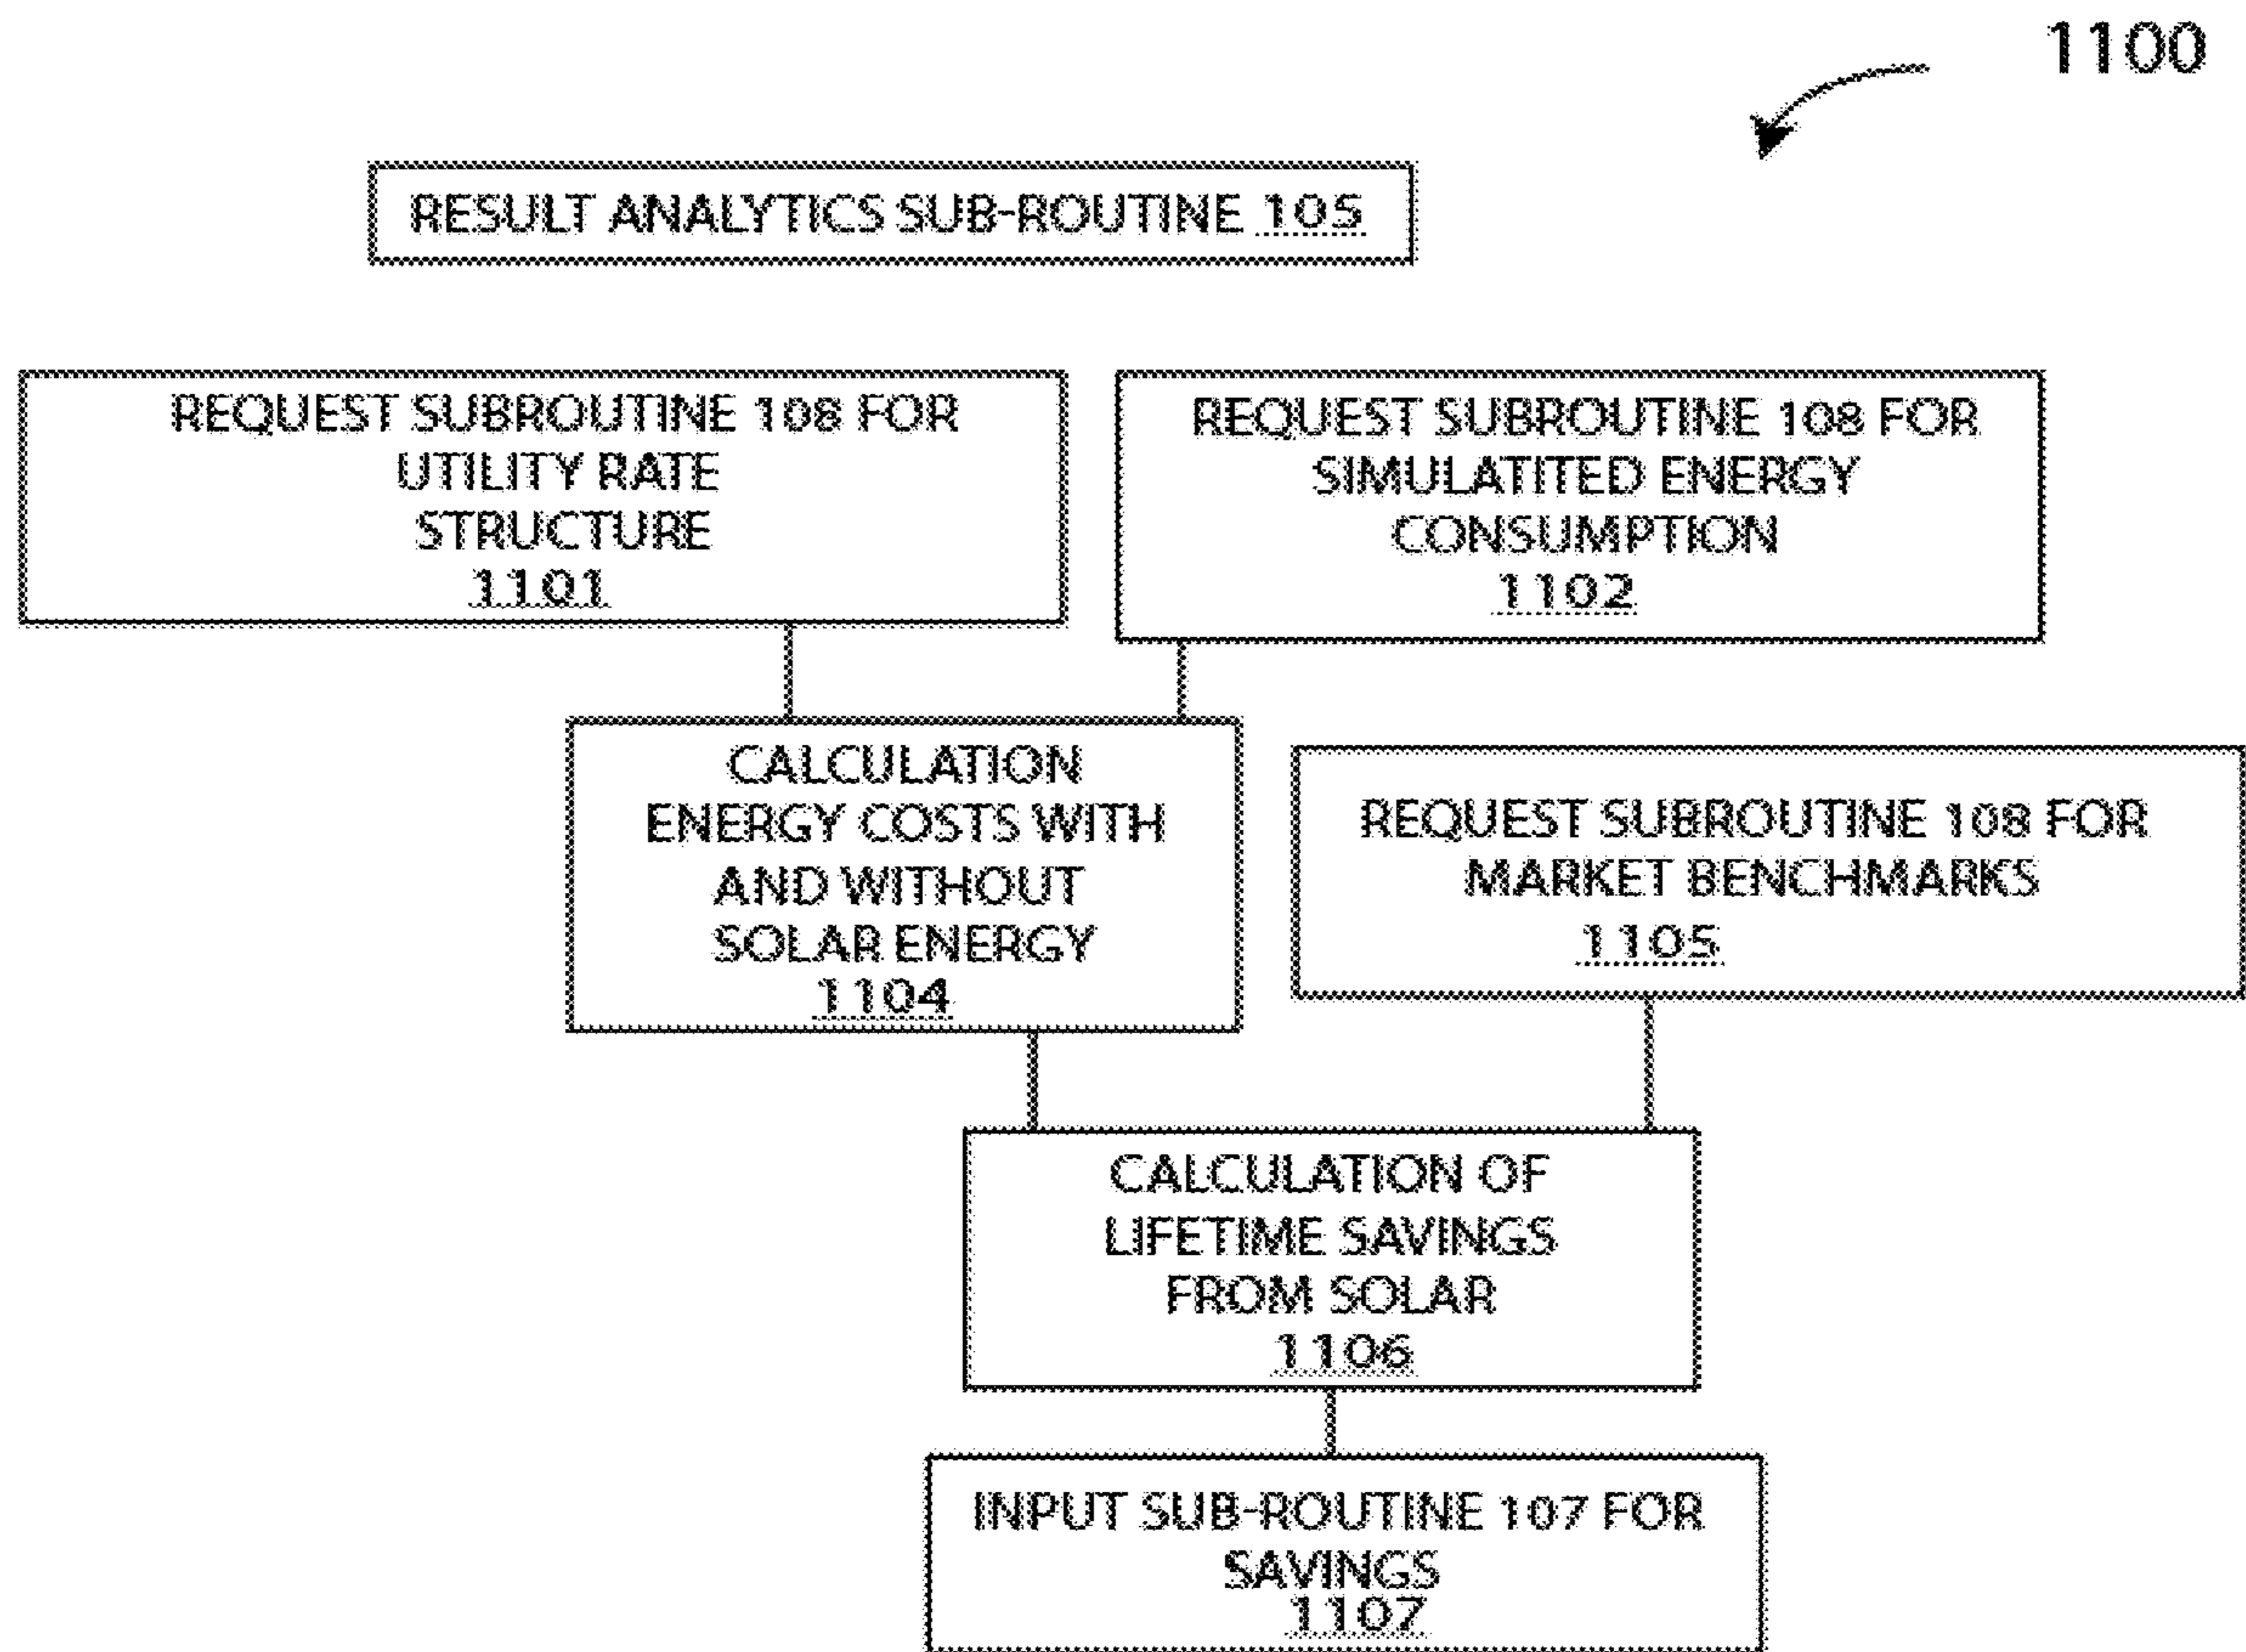 1100
RESULT ANALYTICS SUB-ROUTINE 105
REQUEST SUBROUTINE 108 FOR
UTILITY RATE
STRUCTURE
1101
REQUEST SUBROUTINE 108 FOR
SIMULATITED ENERGY
CONSUMPTION
1102
CALCULATION
ENERGY COSTS WITH
AND WITHOUT
SOLAR ENERGY
1104
REQUEST SUBROUTINE 108 FOR
MARKET BENCHMARKS
1105
CALCULATION OF
LIFETIME SAVINGS
FROM SOLAR
1106
INPUT SUB-ROUTINE 107 FOR
SAVINGS
1107